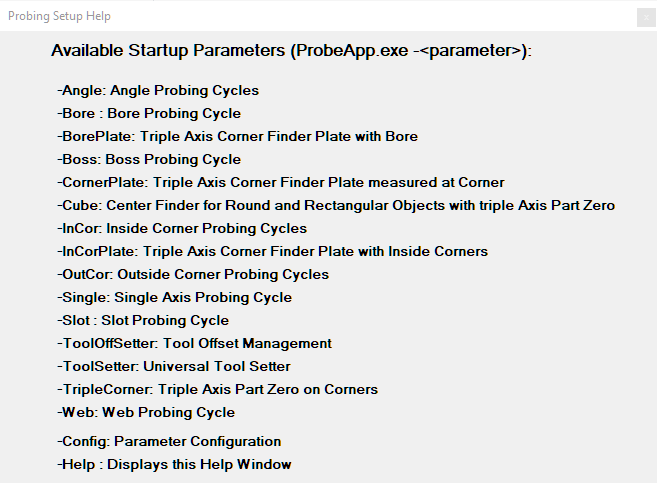 Probing Setup Help
Available Startup Parameters (ProbeApp.exe -<parameter>):
-Angle: Angle Probing Cycles
-Bore : Bore Probing Cycle
-BorePlate: Triple Axis Corner Finder Plate with Bore
-Boss: Boss Probing Cycle
-CornerPlate: Triple Axis Corner Finder Plate measured at Corner
-Cube: Center Finder for Round and Rectangular Objects with triple Axis Part Zero
-InCor: Inside Corner Probing Cycles
-InCorPlate: Triple Axis Corner Finder Plate with Inside Corners
-OutCor: Outside Corner Probing Cycles
-Single: Single Axis Probing Cycle
-Slot : Slot Probing Cycle
-ToolOffSetter: Tool Offset Management
-ToolSetter: Universal Tool Setter
-TripleCorner: Triple Axis Part Zero on Corners
-Web: Web Probing Cycle
-Config: Parameter Configuration
-Help : Displays this Help Window